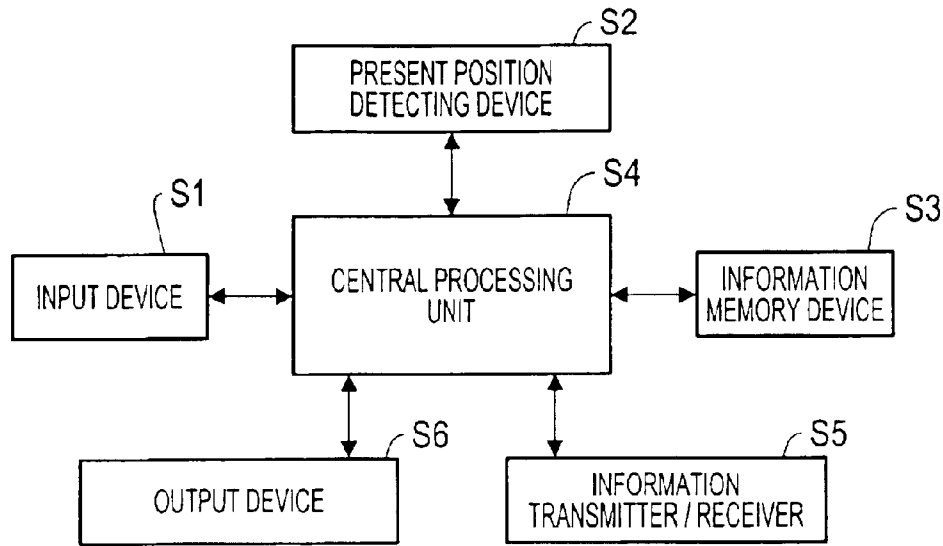 S2
PRESENT POSITION
DETECTING DEVICE
S4
S1
S3
INPUT DEVICE
CENTRAL PROCESSING
UNIT
INFORMATION
MEMORY DEVICE
S6
S5
OUTPUT DEVICE
INFORMATION
TRANSMITTER / RECEIVER